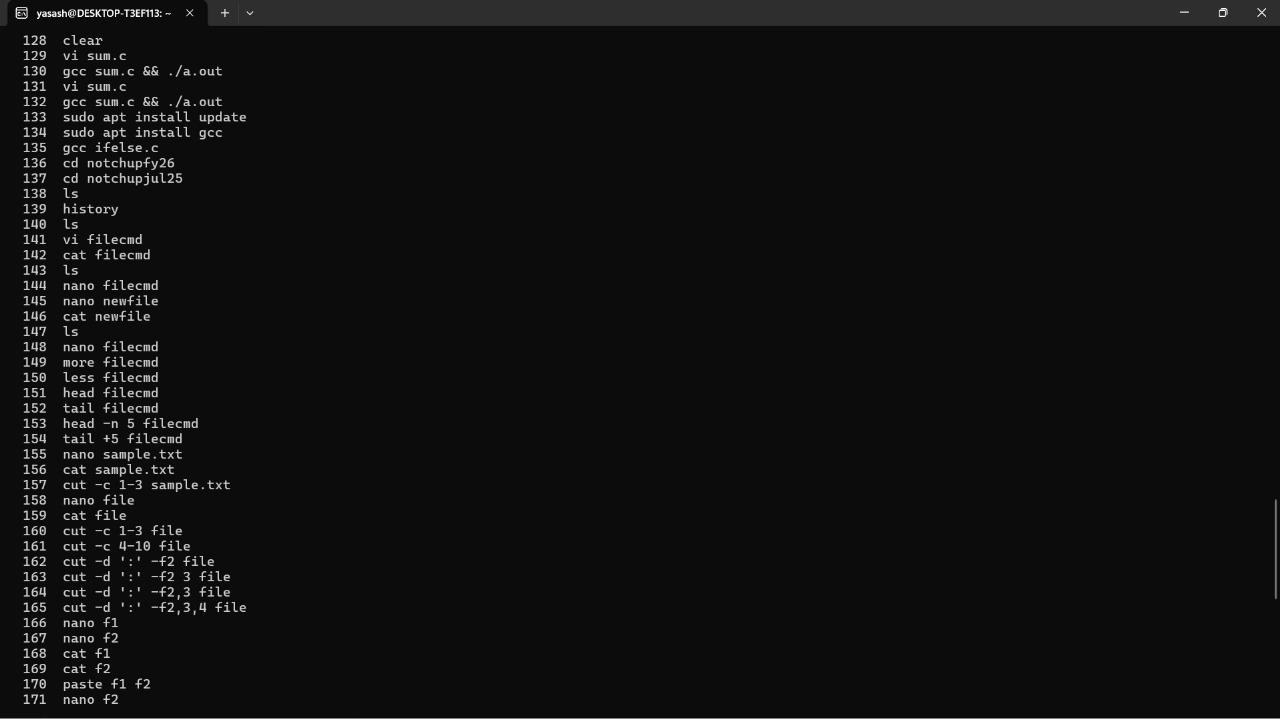 yasash@DESKTOP-T3EF113: ~
128 clear
129 vi sum.c
130 gcc sum.c && ./a.out
131 vi sum.c
132 gcc sum.c && ./a.out
133 sudo apt install update
134 sudo apt install gcc
135 gcc ifelse.c
136 cd notchupfy26
137 cd notchupjul25
138 ls
139 history
140 ls
141 vi filecmd
142 cat filecmd
143 ls
144 nano filecmd
145 nano newfile
146 cat newfile
147 ls
148 nano filecmd
149 more filecmd
150 less filecmd
151 head filecmd
152 tail filecmd
153 head -n 5 filecmd
154 tail +5 filecmd
155 nano sample.txt
156 cat sample.txt
157 cut -c 1-3 sample.txt
158 nano file
159 cat file
160 cut -c 1-3 file
161 cut -c 4-10 file
162 cut -d ':' -f2 file
163 cut -d ':' -f2 3 file
164 cut -d ':' -f2,3 file
165 cut -d ':' -f2,3,4 file
166 nano f1
167 nano f2
168 cat f1
169 cat f2
170 paste f1 f2
171 nano f2